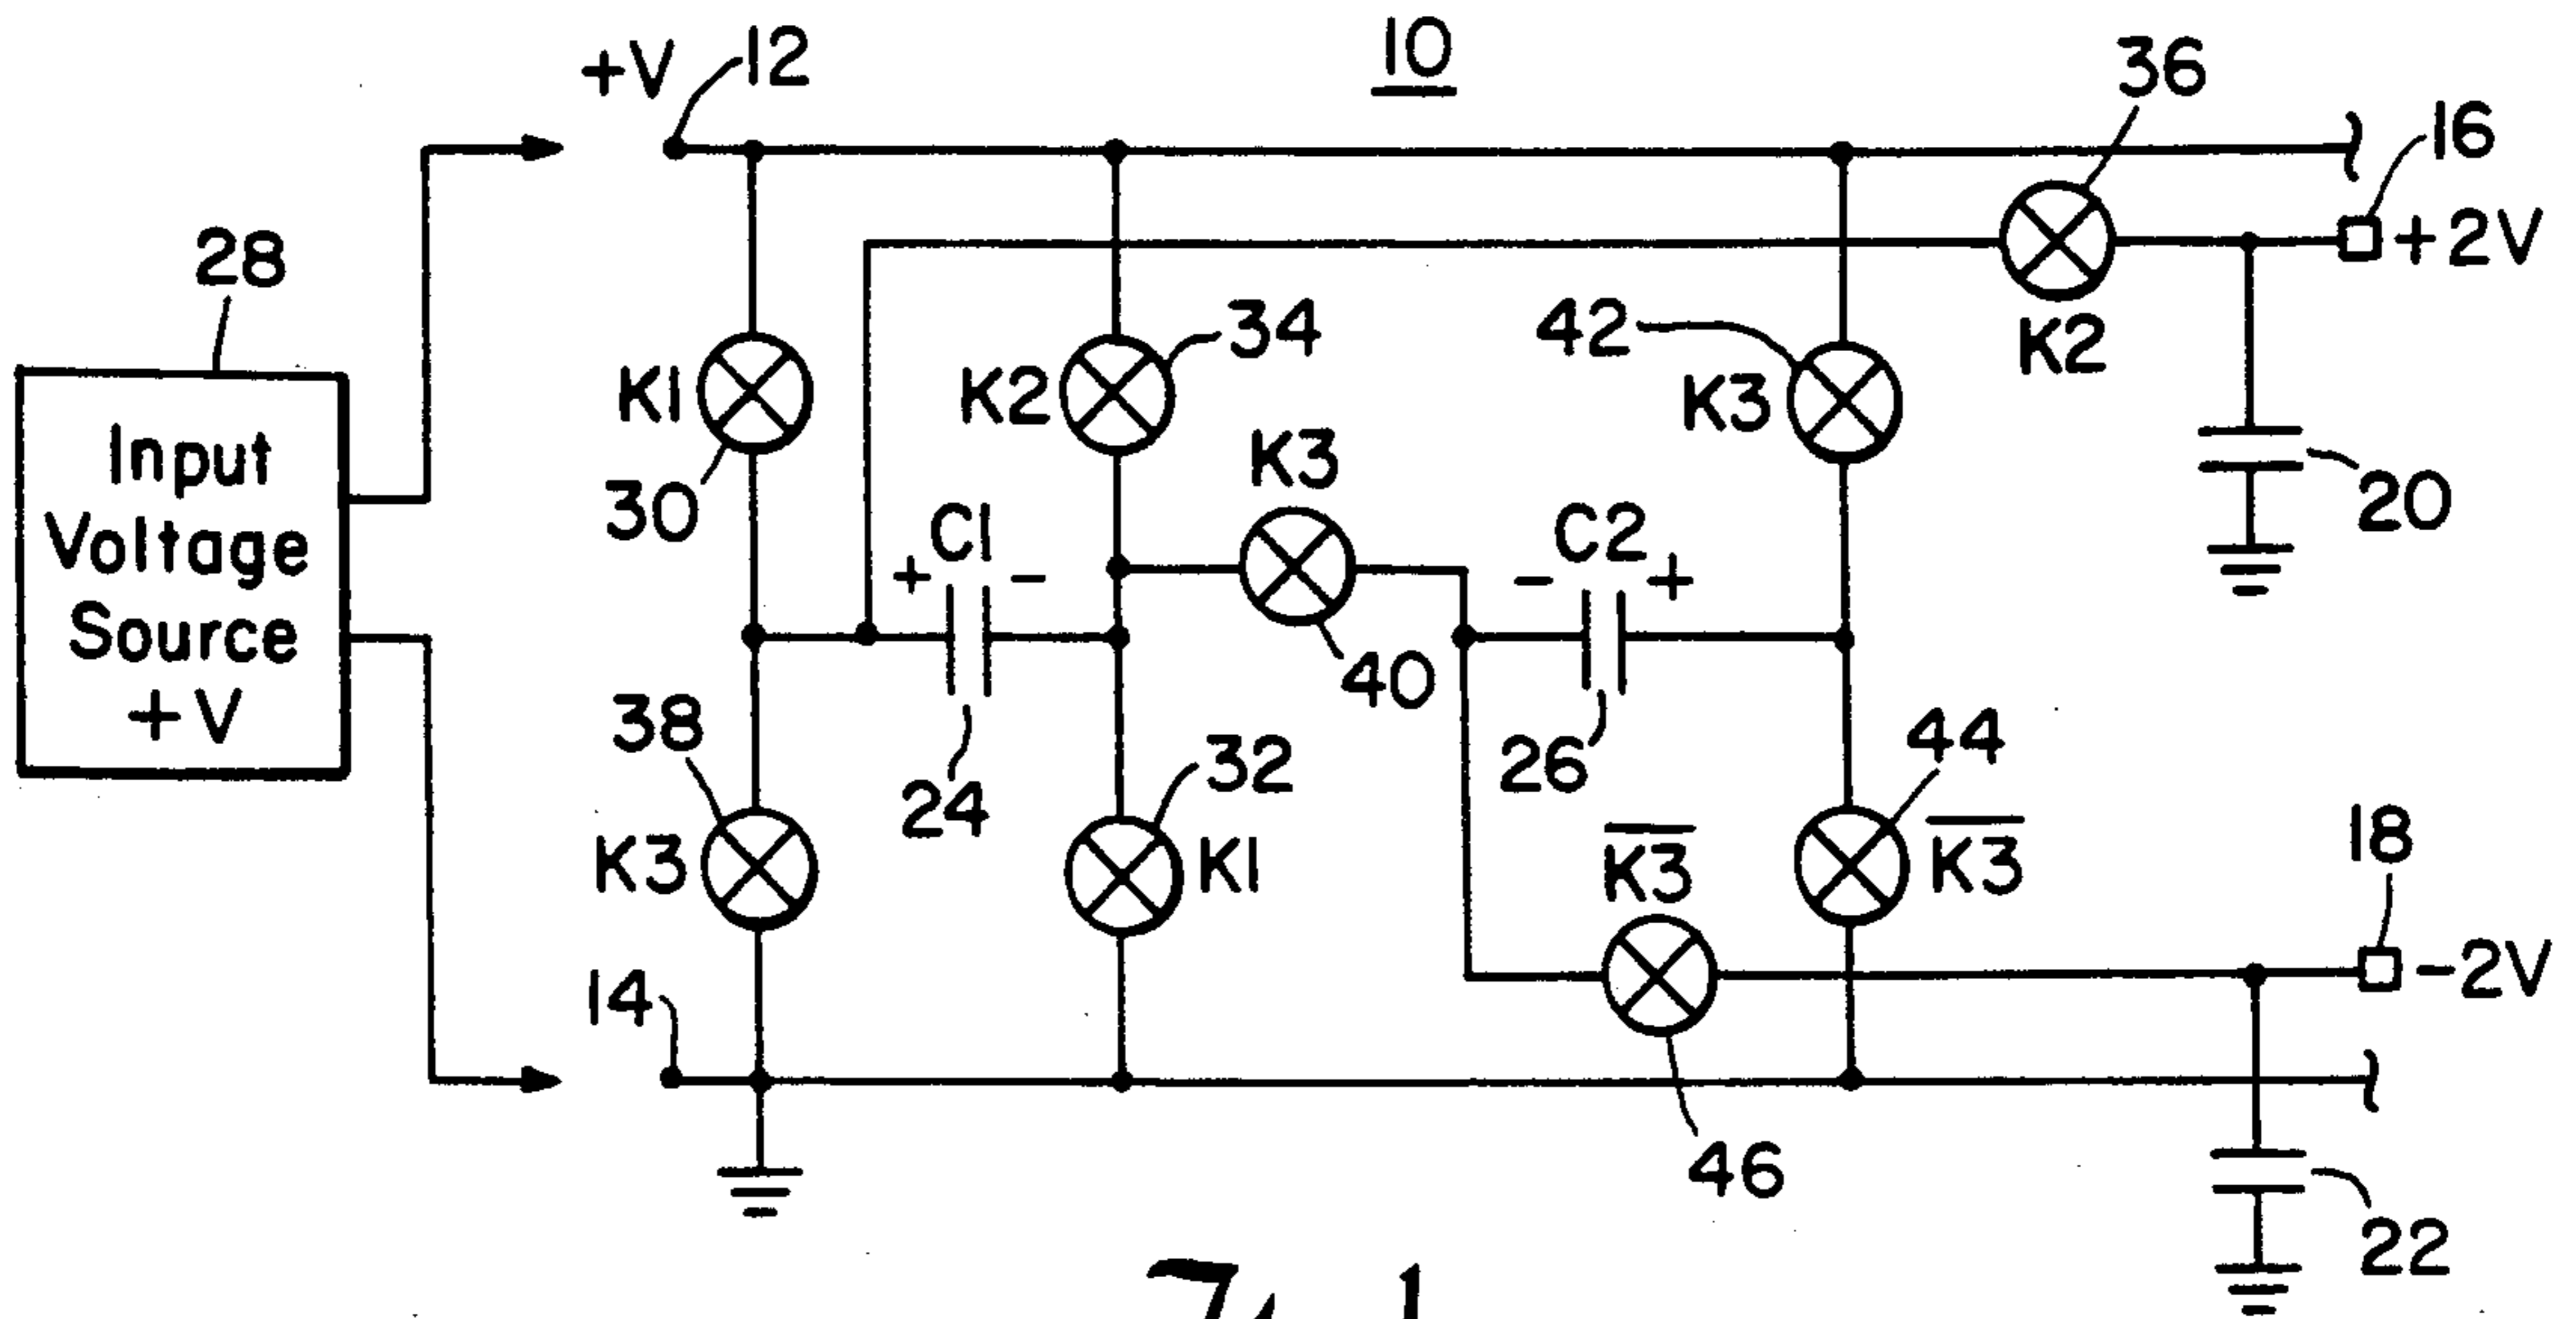 10
+V
12
36
16
+2V
28
Input
Voltage
Source
+V
K1
30
K2
34
42
K3
K2
K3
40
20
+ C1 -
24
- C2 +
26
38
K3
32
K1
44
K3̅
K3̅
46
14
18
-2V
22